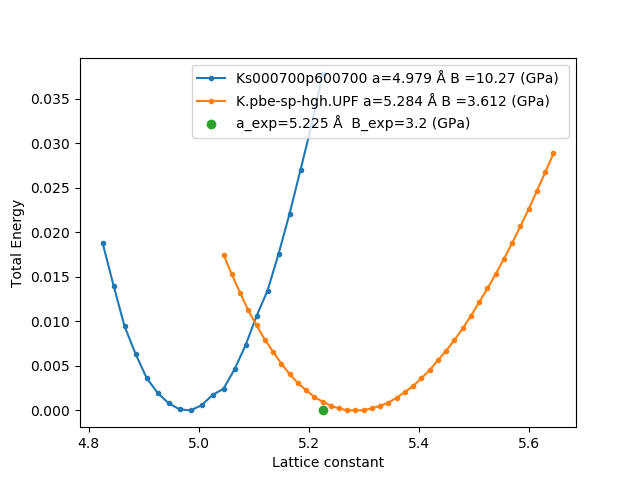 Ks000700p600700 a=4.979 Å B =10.27 (GPa)
K.pbe-sp-hgh.UPF a=5.284 Å B =3.612 (GPa)
a_exp=5.225 Å  B_exp=3.2 (GPa)
Total Energy
0.035
0.030
0.025
0.020
0.015
0.010
0.005
0.000
4.8 5.0 5.2 5.4 5.6
Lattice constant